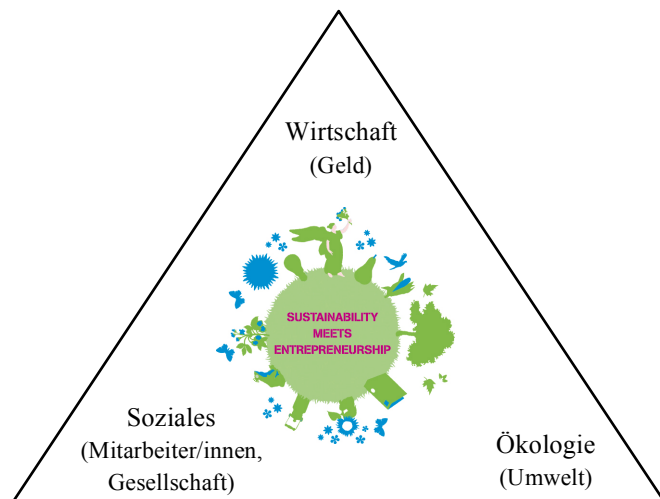 Wirtschaft
(Geld)
SUSTAINABILITY
MEETS
ENTREPRENEURSHIP
Soziales
(Mitarbeiter/innen,
Gesellschaft)
Ökologie
(Umwelt)